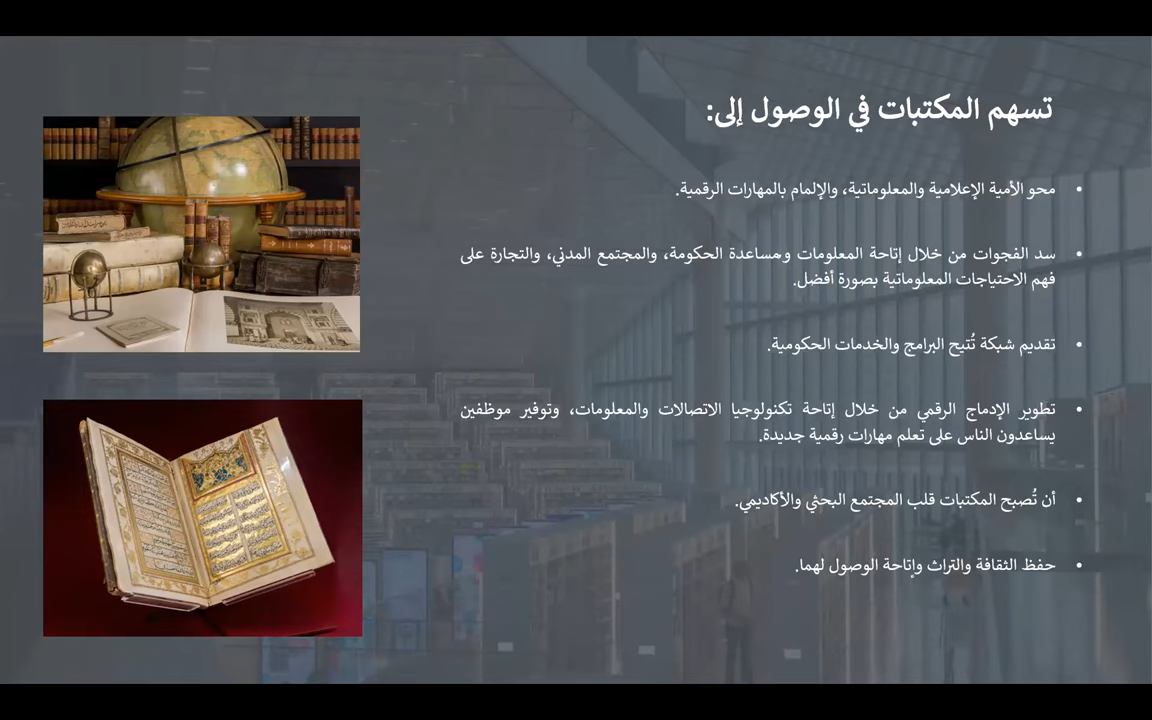 تسهم المكتبات في الوصول إلى:
• محو الأمية الإعلامية والمعلوماتية، والإلمام بالمهارات الرقمية.
• سد الفجوات من خلال إتاحة المعلومات ومساعدة الحكومة، والمجتمع المدني، والتجارة على
فهم الاحتياجات المعلوماتية بصورة أفضل.
• تقديم شبكة تُتيح البرامج والخدمات الحكومية.
• تطوير الإدماج الرقمي من خلال إتاحة تكنولوجيا الاتصالات والمعلومات، وتوفير موظفين
يساعدون الناس على تعلم مهارات رقمية جديدة.
• أن تُصبح المكتبات قلب المجتمع البحثي والأكاديمي.
• حفظ الثقافة والتراث وإتاحة الوصول لهما.